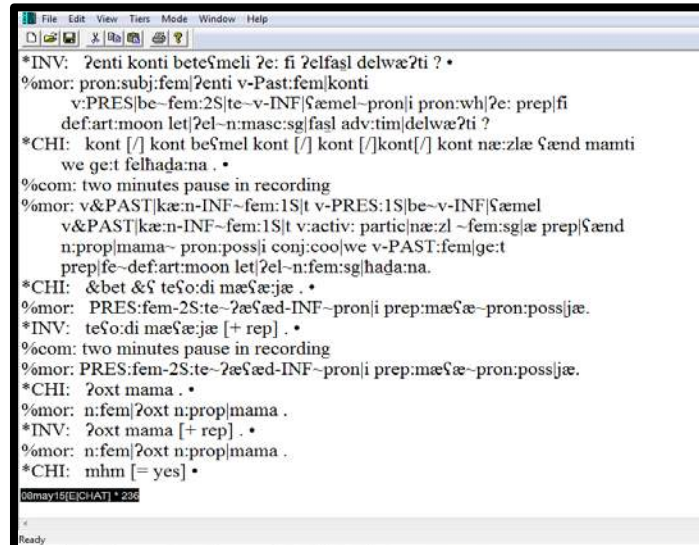 File Edit View Tiers Mode Window Help
*INV: ʔenti konti beteʕmeli ʔe: fi ʔelfaṣl delwæʔti ? •
%mor: pron:subj:fem|ʔenti v-Past:fem|konti
v:PRES|be~fem:2S|te~v-INF|ʕæmel~pron|i pron:wh|ʔe: prep|fi
def:art:moon let|ʔel~n:masc:sg|faṣl adv:tim|delwæʔti ?
*CHI: kont [/] kont beʕmel kont [/] kont [/]kont[/] kont næ:zlæ ʕænd mamti
we ge:t felħaḍa:na . •
%com: two minutes pause in recording
%mor: v&PAST|kæ:n-INF~fem:1S|t v-PRES:1S|be~v-INF|ʕæmel
v&PAST|kæ:n-INF~fem:1S|t v:activ: partic|næ:zl ~fem:sg|æ prep|ʕænd
n:prop|mama~ pron:poss|i conj:coo|we v-PAST:fem|ge:t
prep|fe~def:art:moon let|ʔel~n:fem:sg|ħaḍa:na.
*CHI: &bet &ʕ teʕo:di mæʕæ:jæ . •
%mor: PRES:fem-2S:te~ʔæʕæd-INF~pron|i prep:mæʕæ~pron:poss|jæ.
*INV: teʕo:di mæʕæ:jæ [+ rep] . •
%com: two minutes pause in recording
%mor: PRES:fem-2S:te~ʔæʕæd-INF~pron|i prep:mæʕæ~pron:poss|jæ.
*CHI: ʔoxt mama . •
%mor: n:fem|ʔoxt n:prop|mama .
*INV: ʔoxt mama [+ rep] . •
%mor: n:fem|ʔoxt n:prop|mama .
*CHI: mhm [= yes] •
08may15[E|CHAT] * 236
Ready